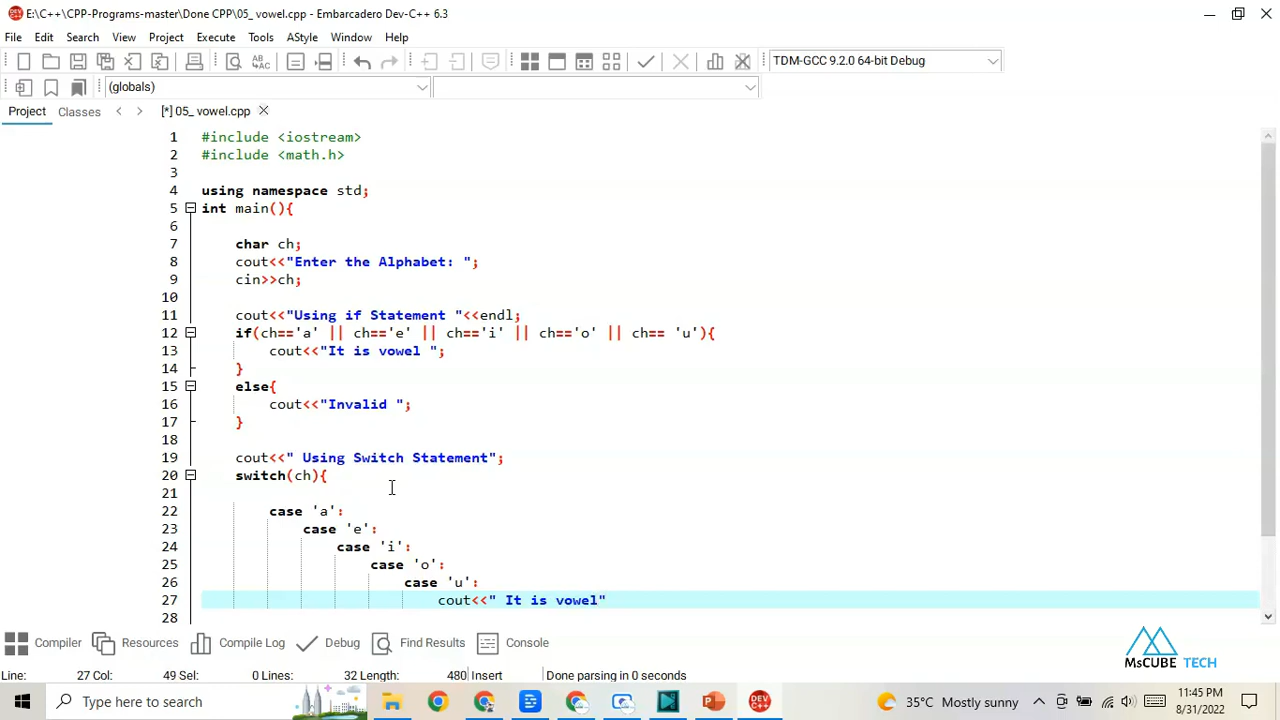 E:\C++\CPP-Programs-master\Done CPP\05_ vowel.cpp - Embarcadero Dev-C++ 6.3
File Edit Search View Project Execute Tools AStyle Window Help
TDM-GCC 9.2.0 64-bit Debug
(globals)
Project Classes [*] 05_ vowel.cpp
1 #include <iostream>
2 #include <math.h>
3
4 using namespace std;
5 int main(){
6
7 char ch;
8 cout<<"Enter the Alphabet: ";
9 cin>>ch;
10
11 cout<<"Using if Statement "<<endl;
12 if(ch=='a' || ch=='e' || ch=='i' || ch=='o' || ch== 'u'){
13 cout<<"It is vowel ";
14 }
15 else{
16 cout<<"Invalid ";
17 }
18
19 cout<<" Using Switch Statement";
20 switch(ch){
21
22 case 'a':
23 case 'e':
24 case 'i':
25 case 'o':
26 case 'u':
27 cout<<" It is vowel"
28
Compiler Resources Compile Log Debug Find Results Console
MsCUBE TECH
Line: 27 Col: 49 Sel: 0 Lines: 32 Length: 480 Insert Done parsing in 0 seconds
Type here to search 35°C Mostly sunny 11:45 PM
8/31/2022